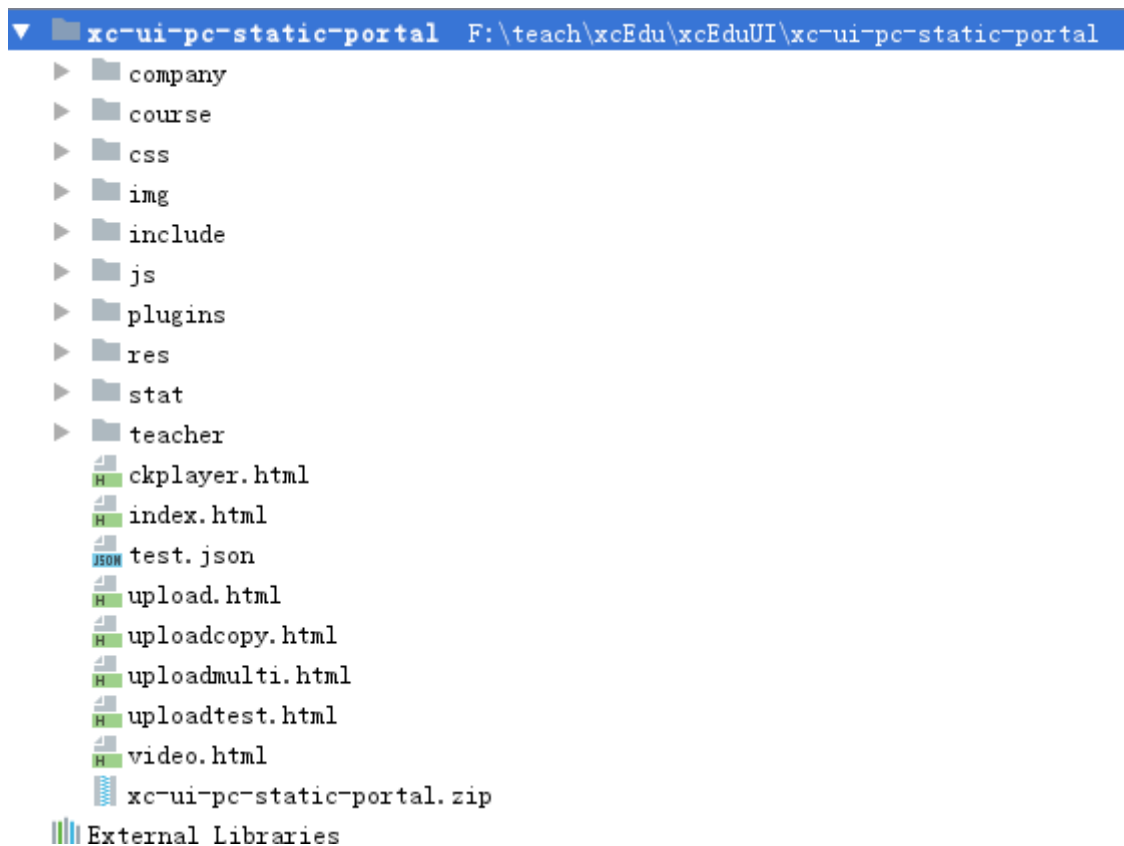 xc-ui-pc-static-portal F:\teach\xcEdu\xcEduUI\xc-ui-pc-static-portal
company
course
css
img
include
js
plugins
res
stat
teacher
H ckplayer.html
H index.html
JSON test.json
H upload.html
H uploadcopy.html
H uploadmulti.html
H uploadtest.html
H video.html
xc-ui-pc-static-portal.zip
External Libraries